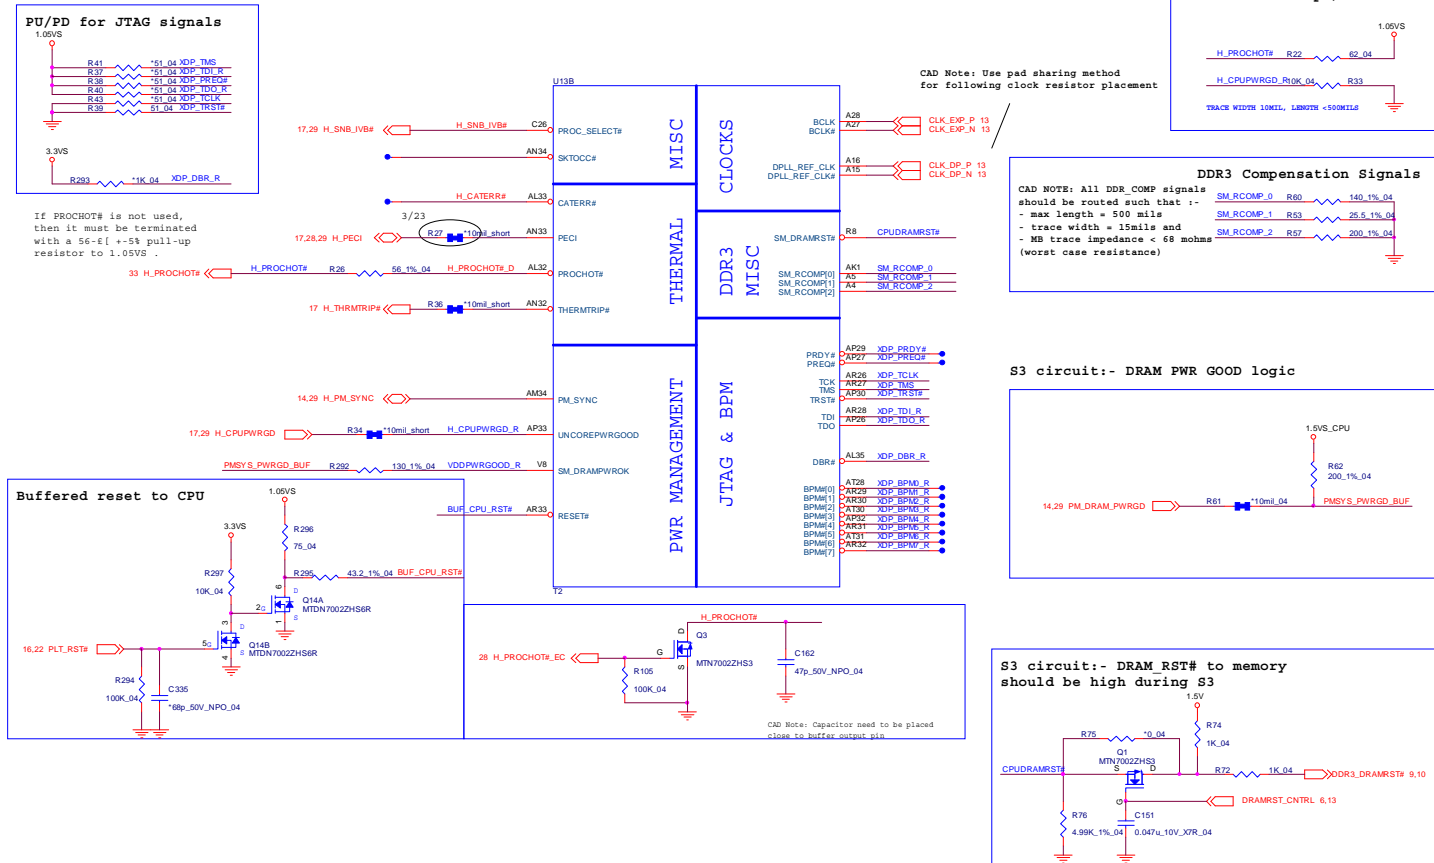 PU/PD for JTAG signals
1.05VS
R41 *51_04 XDP_TMS
R37 *51_04 XDP_TDI_R
R38 *51_04 XDP_PREQ#
R40 *51_04 XDP_TDO_R
R43 *51_04 XDP_TCLK
R39 51_04 XDP_TRST#
3.3VS
R293 *1K_04 XDP_DBR_R
If PROCHOT# is not used,
then it must be terminated
with a 56-£[ +-5% pull-up
resistor to 1.05VS .
U13B
17,29 H_SNB_IVB# H_SNB_IVB# C26 PROC_SELECT#
AN34 SKTOCC#
H_CATERR# AL33 CATERR#
3/23
17,28,29 H_PECI R27 *10mil_short AN33 PECI
33 H_PROCHOT# H_PROCHOT# R26 56_1%_04 H_PROCHOT#_D AL32 PROCHOT#
17 H_THRMTRIP# R36 *10mil_short AN32 THERMTRIP#
14,29 H_PM_SYNC AM34 PM_SYNC
17,29 H_CPUPWRGD R34 *10mil_short H_CPUPWRGD_R AP33 UNCOREPWRGOOD
PMSYS_PWRGD_BUF R292 130_1%_04 VDDPWRGOOD_R V8 SM_DRAMPWROK
BUF_CPU_RST# AR33 RESET#
MISC
THERMAL
PWR MANAGEMENT
CLOCKS
DDR3
MISC
JTAG & BPM
T2
CAD Note: Use pad sharing method
for following clock resistor placement
BCLK A28 CLK_EXP_P 13
BCLK# A27 CLK_EXP_N 13
DPLL_REF_CLK A16 CLK_DP_P 13
DPLL_REF_CLK# A15 CLK_DP_N 13
SM_DRAMRST# R8 CPUDRAMRST#
SM_RCOMP[0] AK1 SM_RCOMP_0
SM_RCOMP[1] A5 SM_RCOMP_1
SM_RCOMP[2] A4 SM_RCOMP_2
PRDY# AP29 XDP_PRDY#
PREQ# AP27 XDP_PREQ#
TCK AR26 XDP_TCLK
TMS AR27 XDP_TMS
TRST# AP30 XDP_TRST#
TDI AR28 XDP_TDI_R
TDO AP26 XDP_TDO_R
DBR# AL35 XDP_DBR_R
BPM#[0] AT28 XDP_BPM0_R
BPM#[1] AR29 XDP_BPM1_R
BPM#[2] AR30 XDP_BPM2_R
BPM#[3] AT30 XDP_BPM3_R
BPM#[4] AP32 XDP_BPM4_R
BPM#[5] AR31 XDP_BPM5_R
BPM#[6] AT31 XDP_BPM6_R
BPM#[7] AR32 XDP_BPM7_R
1.05VS
H_PROCHOT# R22 62_04
H_CPUPWRGD_R 10K_04 R33
TRACE WIDTH 10MIL, LENGTH <500MILS
DDR3 Compensation Signals
CAD NOTE: All DDR_COMP signals
should be routed such that :-
- max length = 500 mils
- trace width = 15mils and
- MB trace impedance < 68 mohms
(worst case resistance)
SM_RCOMP_0 R60 140_1%_04
SM_RCOMP_1 R53 25.5_1%_04
SM_RCOMP_2 R57 200_1%_04
S3 circuit:- DRAM PWR GOOD logic
1.5VS_CPU
R62
200_1%_04
14,29 PM_DRAM_PWRGD R61 *10mil_04 PMSYS_PWRGD_BUF
Buffered reset to CPU
1.05VS
3.3VS
R296
75_04
R297
10K_04
R295 43.2_1%_04 BUF_CPU_RST#
6 D
2 G
Q14A
MTDN7002ZHS6R
S
1
3 D
5 G
Q14B
MTDN7002ZHS6R
S
4
16,22 PLT_RST#
R294
100K_04
C335
*68p_50V_NPO_04
H_PROCHOT#
D
Q3
G
MTN7002ZHS3
S
28 H_PROCHOT#_EC
R105
100K_04
C162
47p_50V_NPO_04
CAD Note: Capacitor need to be placed
close to buffer output pin
S3 circuit:- DRAM_RST# to memory
should be high during S3
1.5V
R75 *0_04
R74
1K_04
Q1
MTN7002ZHS3
CPUDRAMRST# S D R72 1K_04 DDR3_DRAMRST# 9,10
G
DRAMRST_CNTRL 6,13
R76
4.99K_1%_04
C151
0.047u_10V_X7R_04